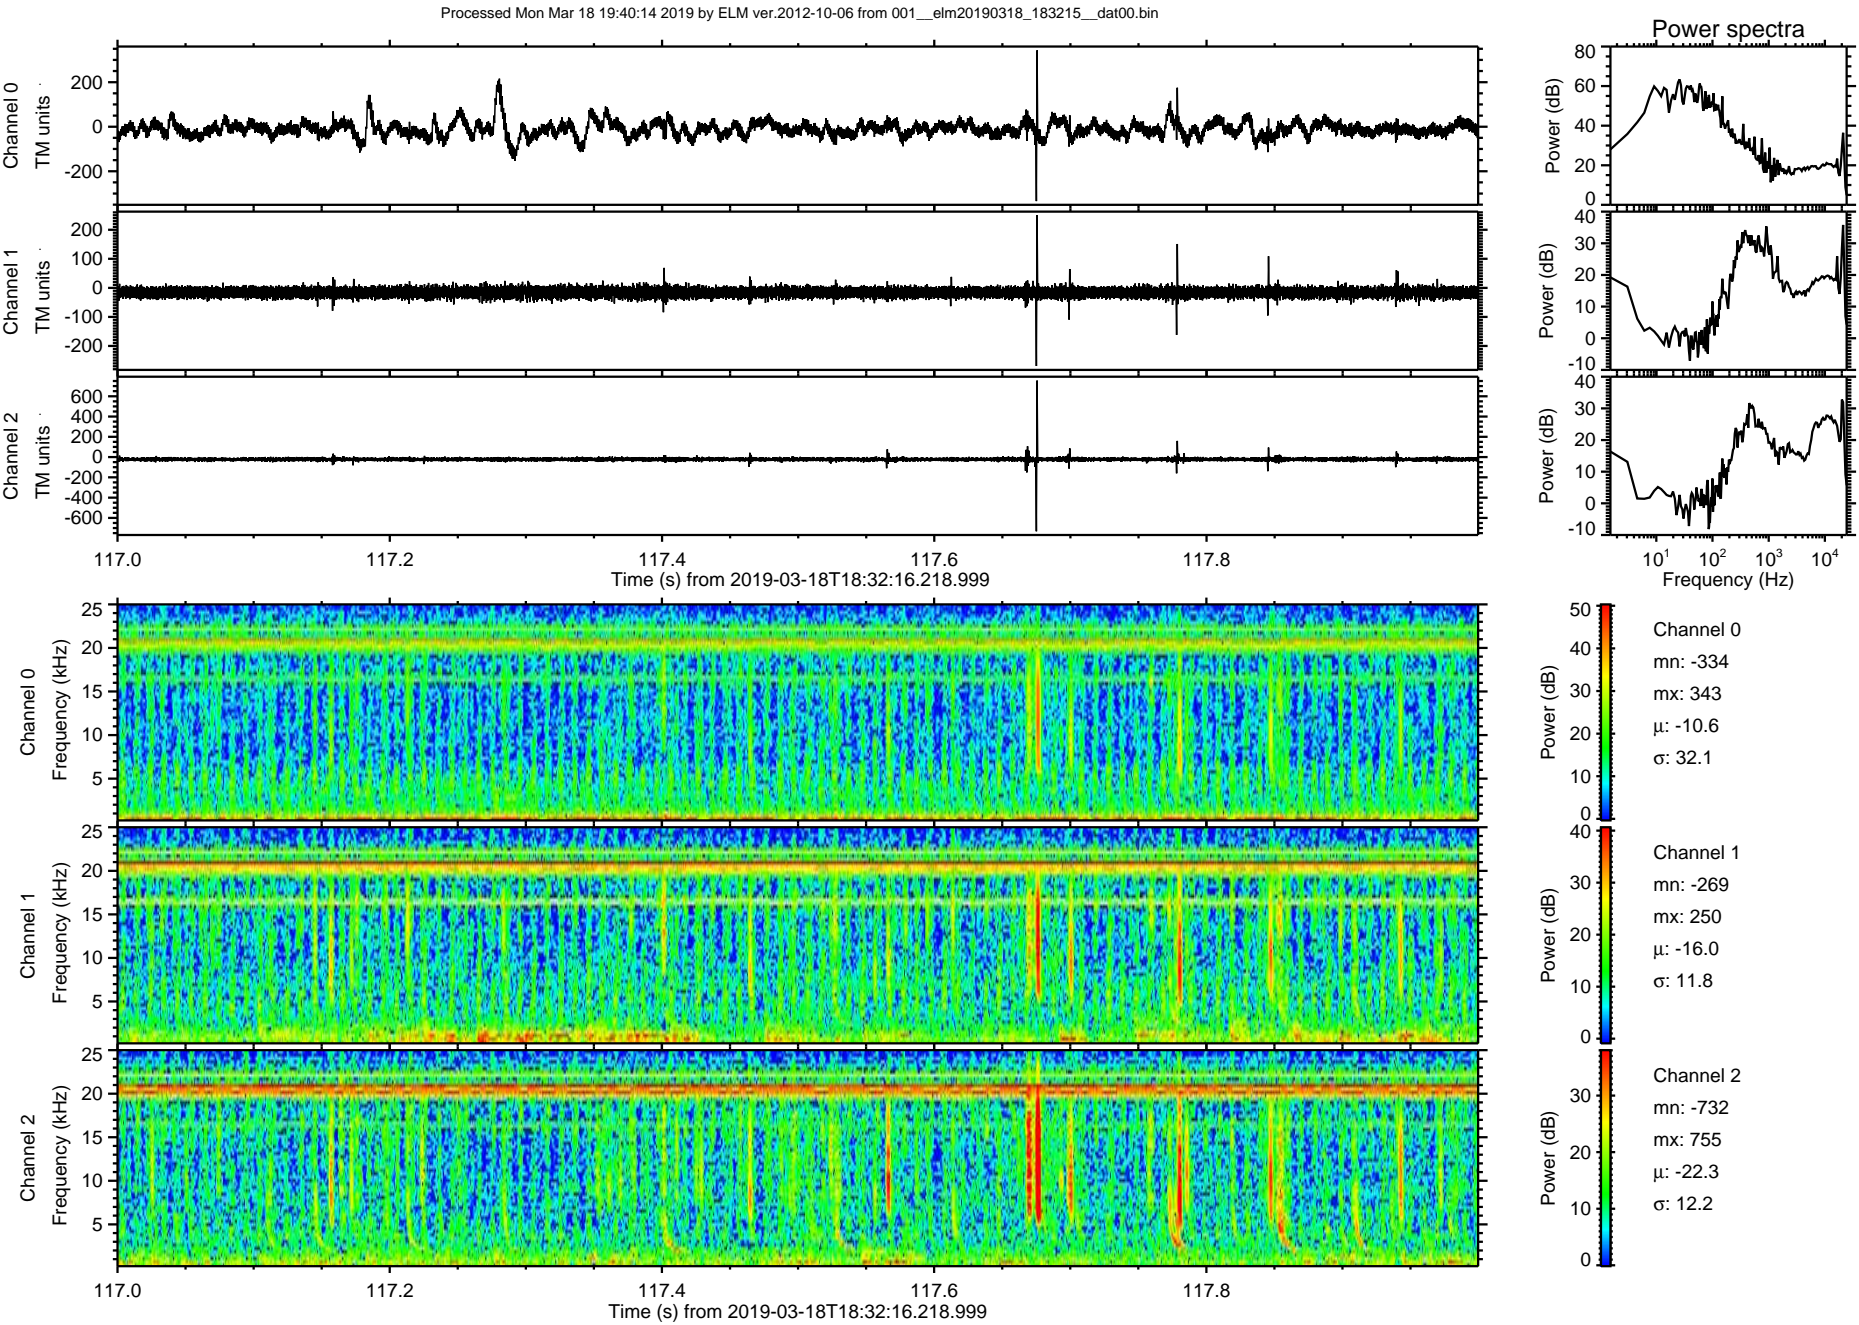 Processed Mon Mar 18 19:40:14 2019 by ELM ver.2012-10-06 from 001__elm20190318_183215__dat00.bin
Power spectra
Channel 0
TM units
200
0
-200
Power (dB)
80
60
40
20
0
Channel 1
TM units
200
100
0
-100
-200
Power (dB)
40
30
20
10
0
-10
Channel 2
TM units
600
400
200
0
-200
-400
-600
Power (dB)
40
30
20
10
0
-10
117.0 117.2 117.4 117.6 117.8
Time (s) from 2019-03-18T18:32:16.218.999
10¹ 10² 10³ 10⁴
Frequency (Hz)
Channel 0
Frequency (kHz)
25
20
15
10
5
Power (dB)
50
40
30
20
10
0
Channel 0
mn: -334
mx: 343
μ: -10.6
σ: 32.1
Channel 1
Frequency (kHz)
25
20
15
10
5
Power (dB)
40
30
20
10
0
Channel 1
mn: -269
mx: 250
μ: -16.0
σ: 11.8
Channel 2
Frequency (kHz)
25
20
15
10
5
Power (dB)
30
20
10
0
Channel 2
mn: -732
mx: 755
μ: -22.3
σ: 12.2
117.0 117.2 117.4 117.6 117.8
Time (s) from 2019-03-18T18:32:16.218.999